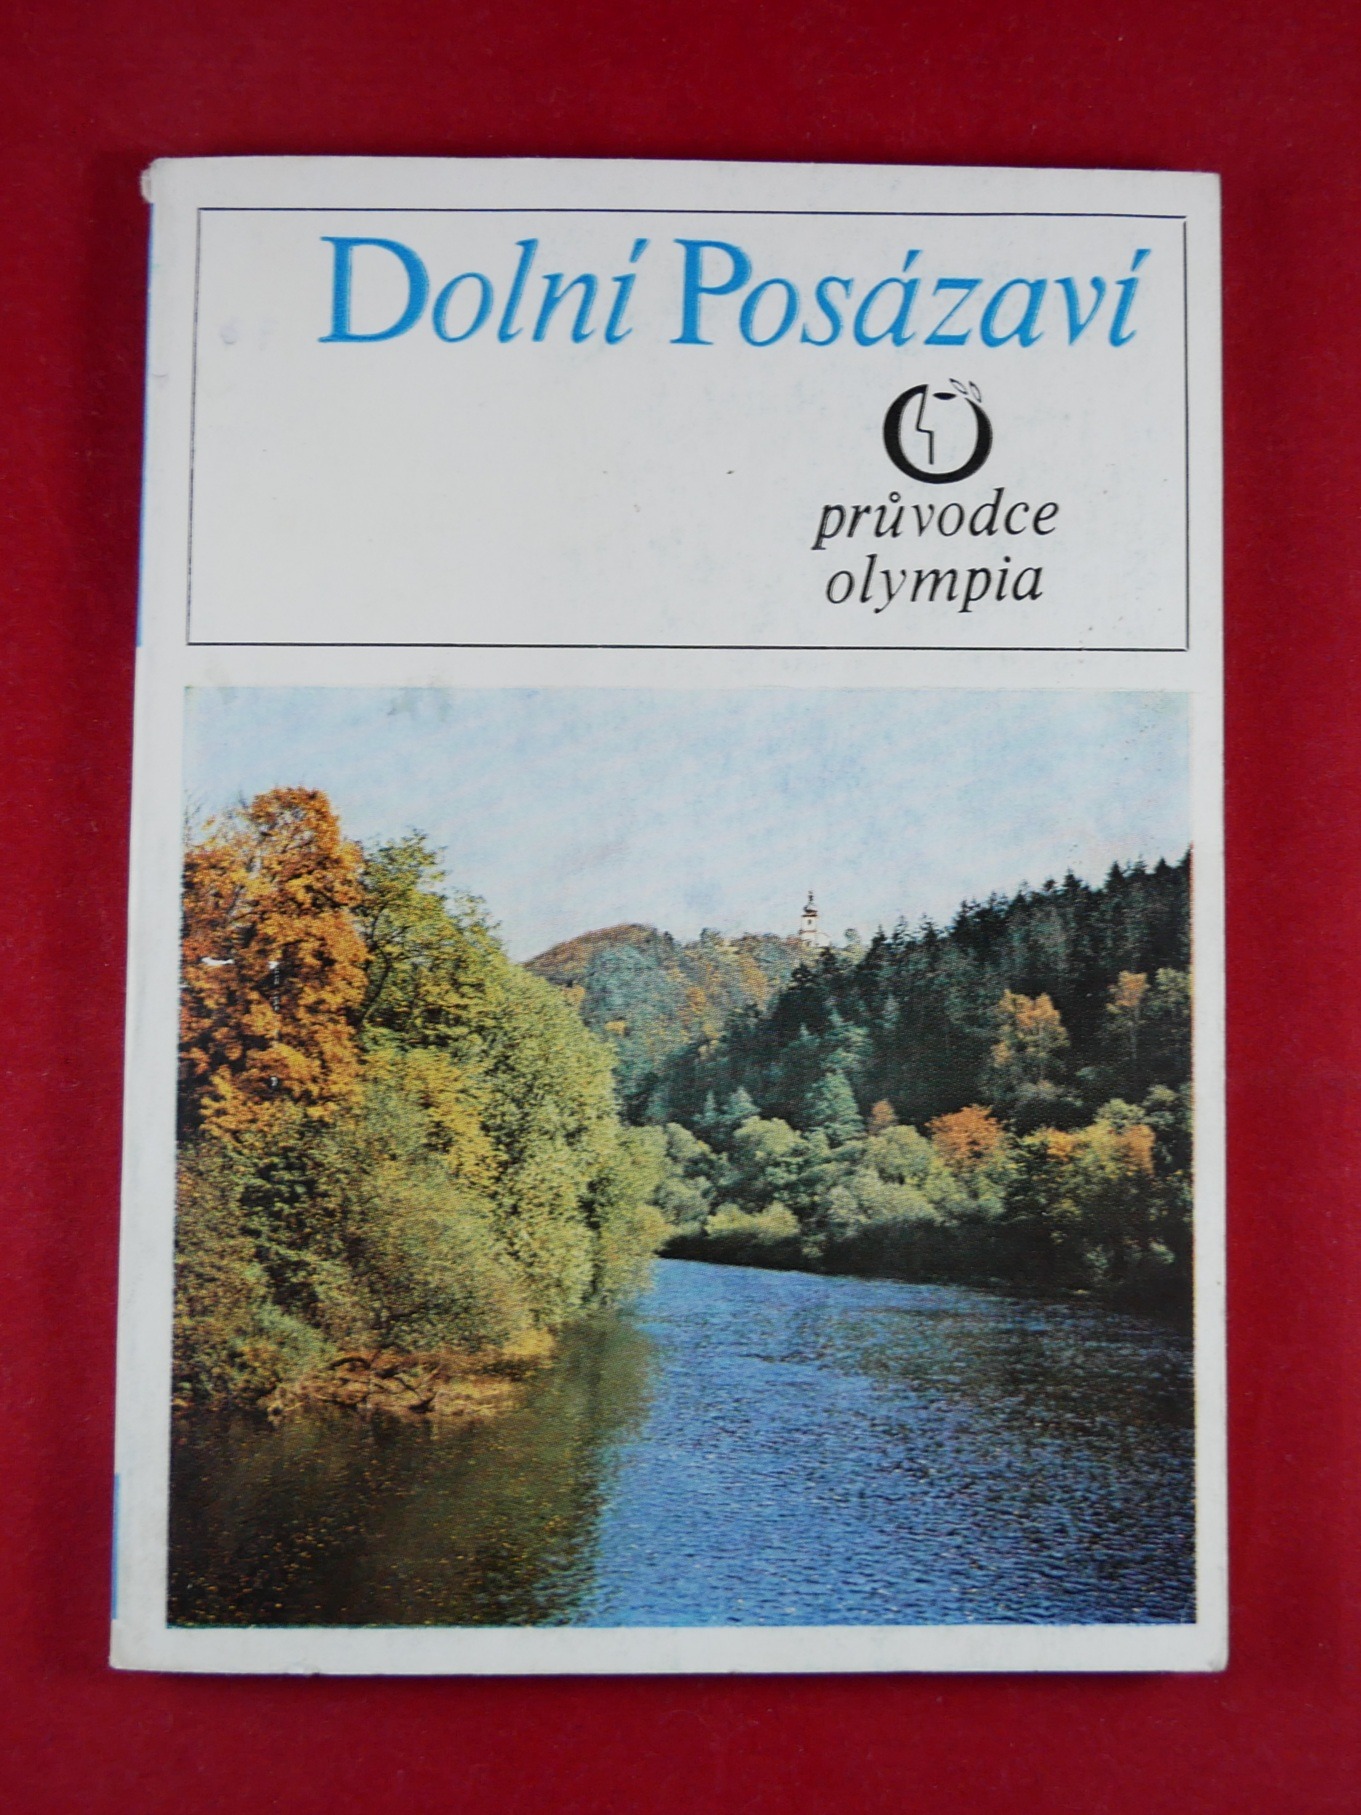 Dolní Posázaví
průvodce
olympia